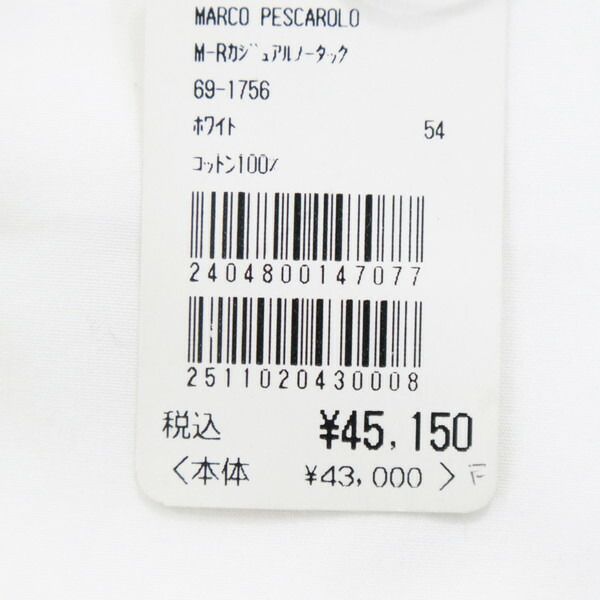 MARCO PESCAROLO
M-Rｶｼﾞｭｱﾙﾉｰﾀｯｸ
69-1756
ﾎﾜｲﾄ 54
ｺｯﾄﾝ100%
2404800147077
2511020430008
税込 ¥45,150
〈本体 ¥43,000〉